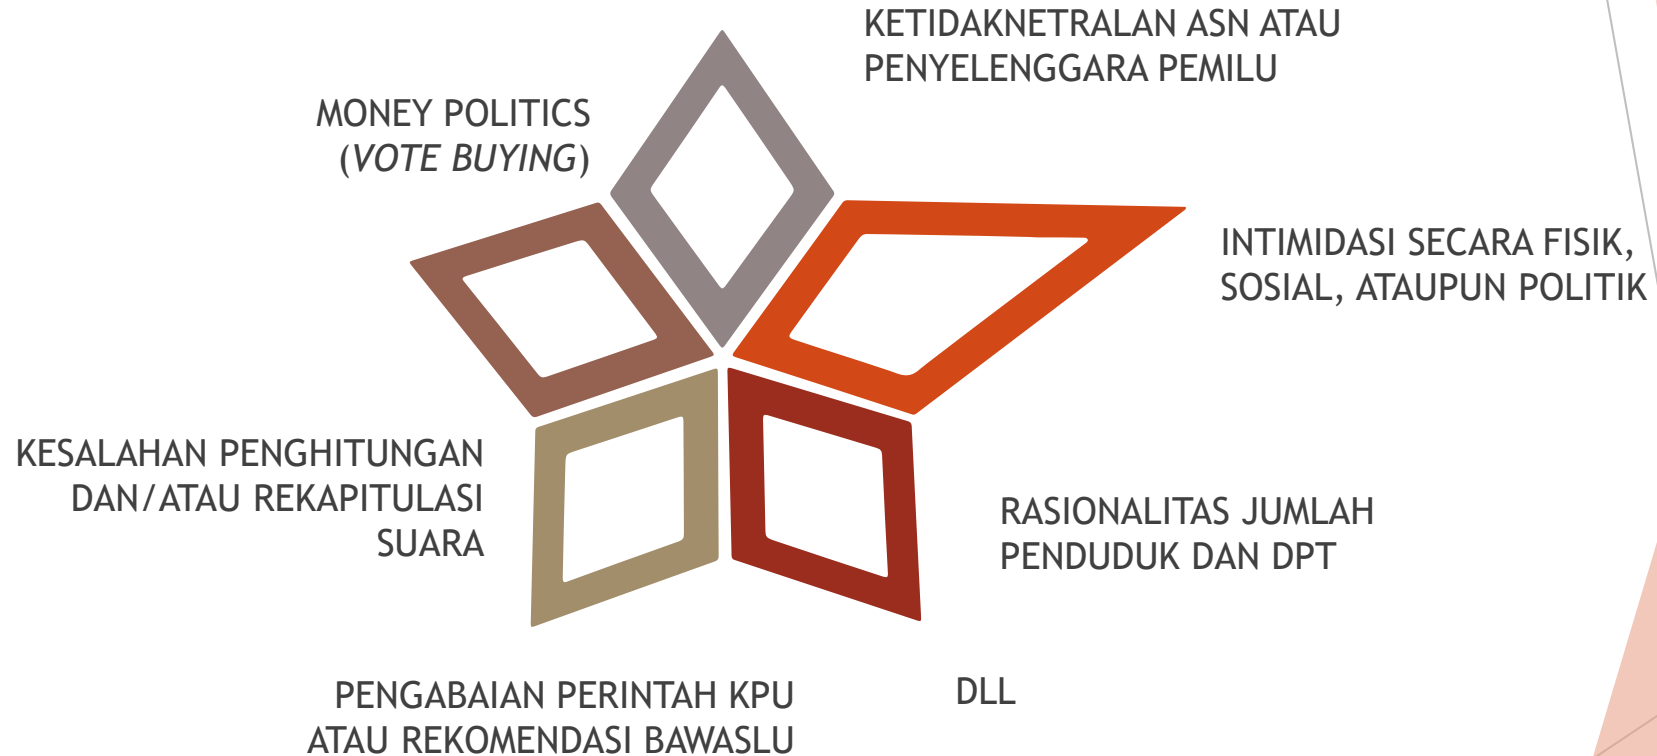 KETIDAKNETRALAN ASN ATAU
PENYELENGGARA PEMILU
MONEY POLITICS
(VOTE BUYING)
INTIMIDASI SECARA FISIK,
SOSIAL, ATAUPUN POLITIK
KESALAHAN PENGHITUNGAN
DAN/ATAU REKAPITULASI
SUARA
RASIONALITAS JUMLAH
PENDUDUK DAN DPT
PENGABAIAN PERINTAH KPU
ATAU REKOMENDASI BAWASLU
DLL